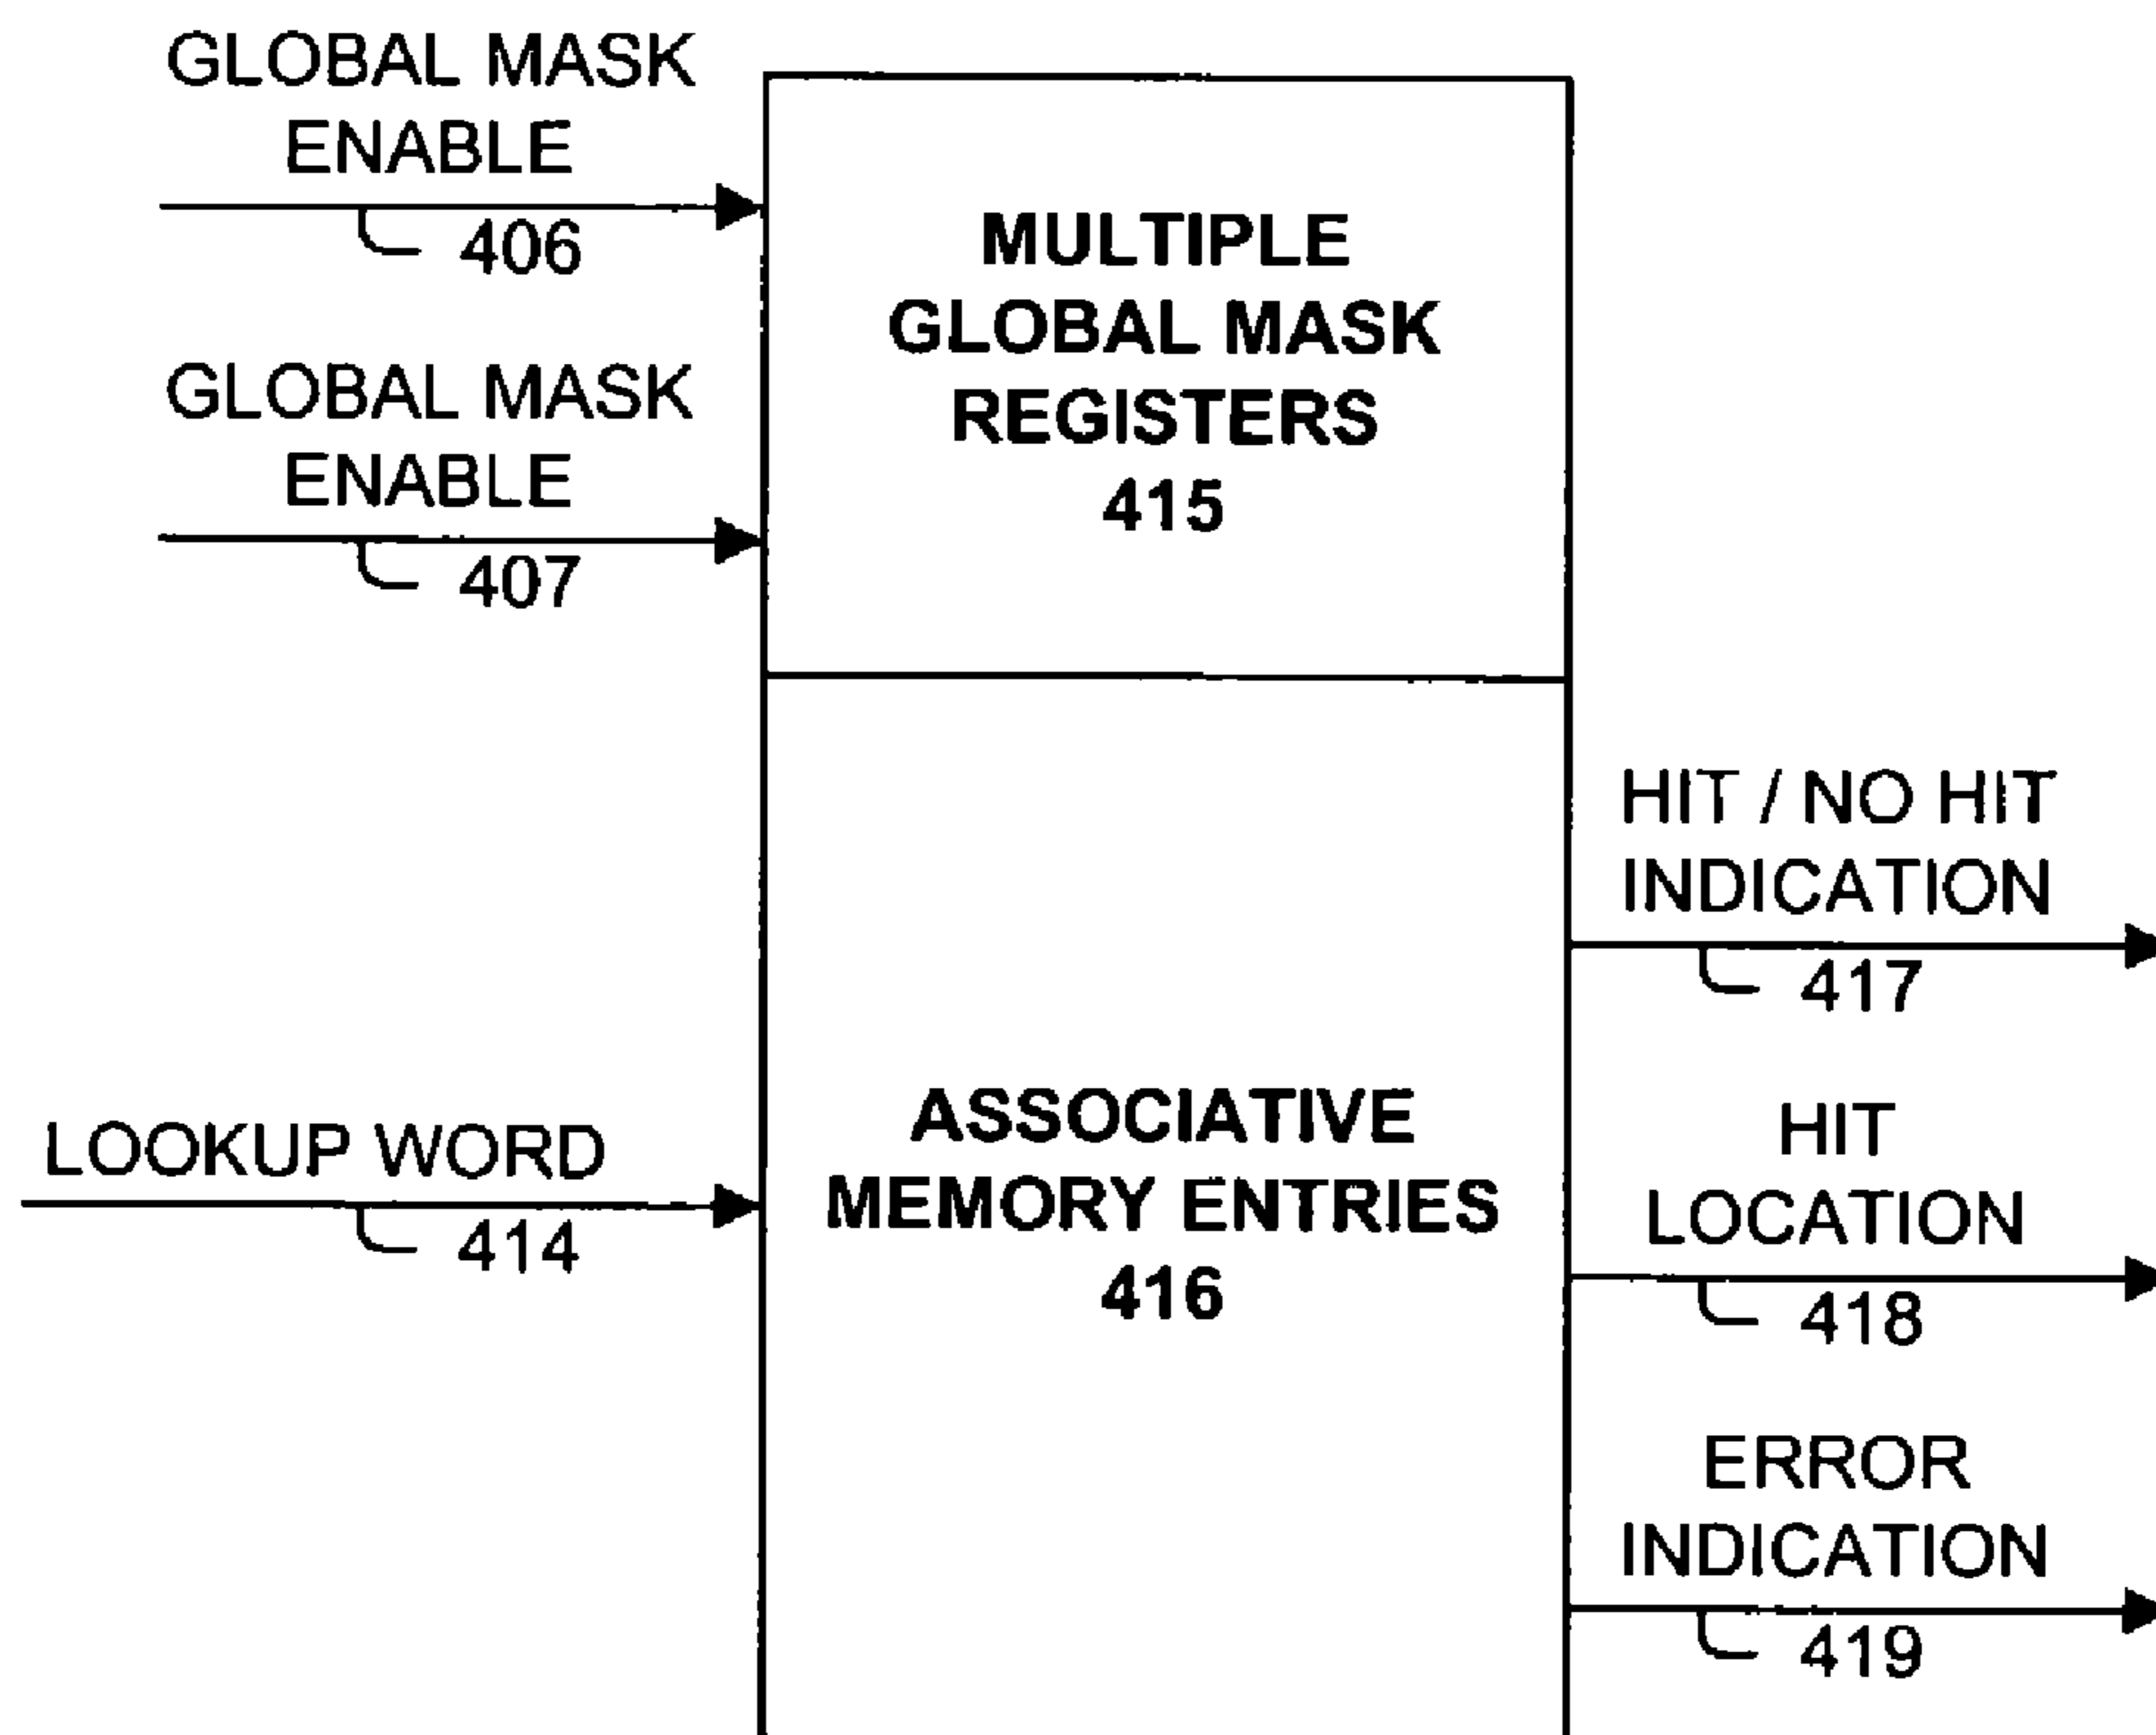 GLOBAL MASK
ENABLE
406
GLOBAL MASK
ENABLE
407
MULTIPLE
GLOBAL MASK
REGISTERS
415
LOOKUP WORD
414
ASSOCIATIVE
MEMORY ENTRIES
416
HIT / NO HIT
INDICATION
417
HIT
LOCATION
418
ERROR
INDICATION
419